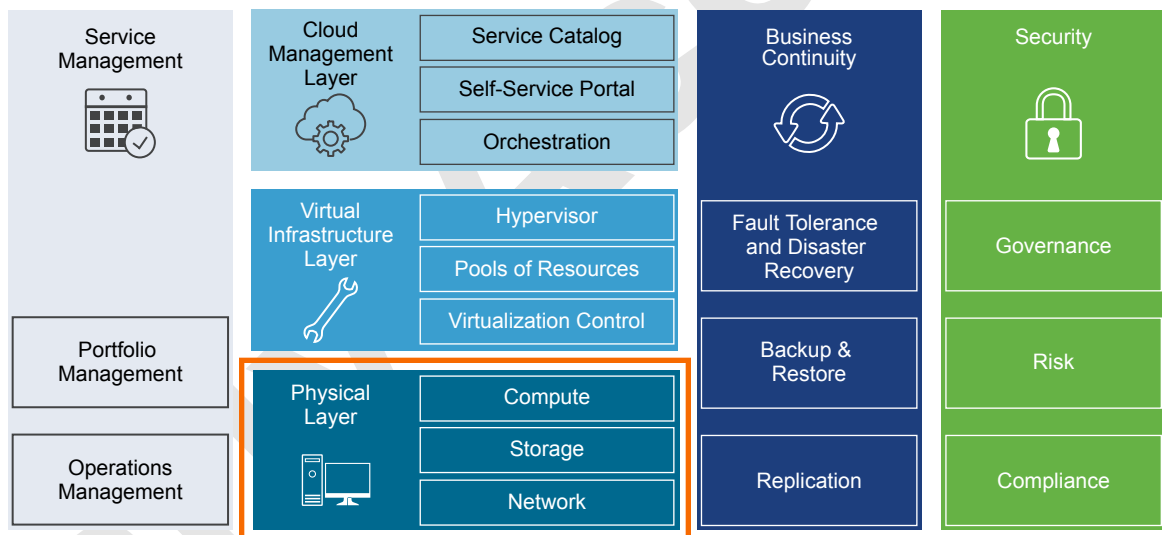 Service
Management
Portfolio
Management
Operations
Management
Cloud
Management
Layer
Service Catalog
Self-Service Portal
Orchestration
Virtual
Infrastructure
Layer
Hypervisor
Pools of Resources
Virtualization Control
Physical
Layer
Compute
Storage
Network
Business
Continuity
Fault Tolerance
and Disaster
Recovery
Backup &
Restore
Replication
Security
Governance
Risk
Compliance